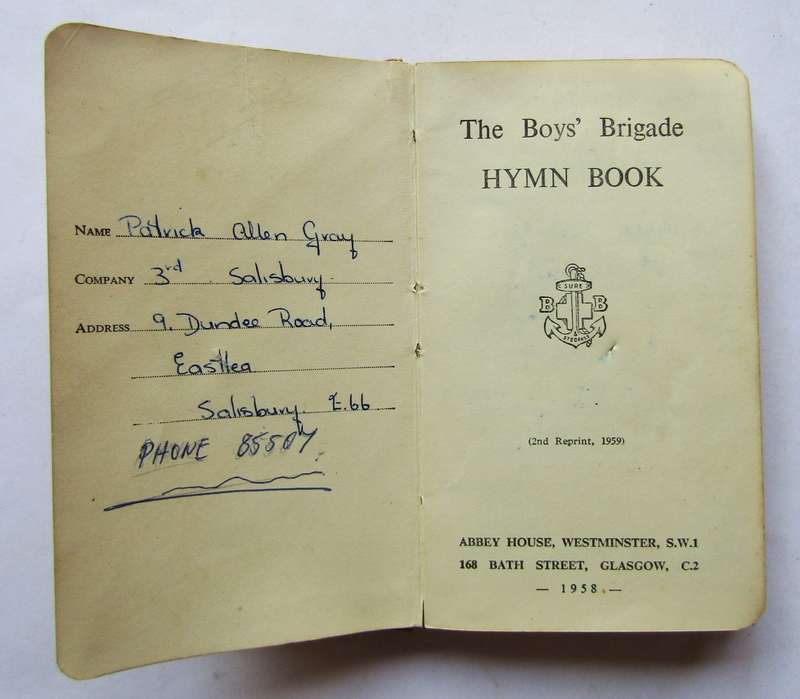 NAME Patrick Allen Gray
COMPANY 3rd Salisbury
ADDRESS 9, Dundee Road,
Eastlea
Salisbury. E.66
PHONE 85507
The Boys' Brigade
HYMN BOOK
SURE
B B
&
STEDFAST
(2nd Reprint, 1959)
ABBEY HOUSE, WESTMINSTER, S.W.1
168 BATH STREET, GLASGOW, C.2
— 1958 —